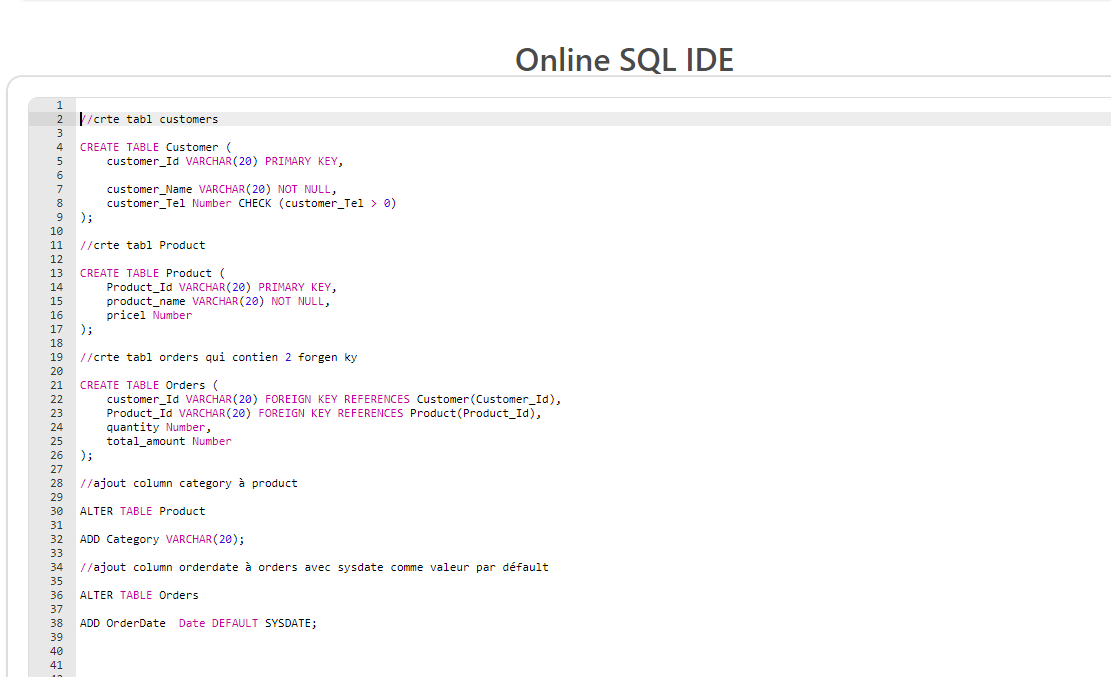 Online SQL IDE
1
2 //crte tabl customers
3
4 CREATE TABLE Customer (
5 customer_Id VARCHAR(20) PRIMARY KEY,
6
7 customer_Name VARCHAR(20) NOT NULL,
8 customer_Tel Number CHECK (customer_Tel > 0)
9 );
10
11 //crte tabl Product
12
13 CREATE TABLE Product (
14 Product_Id VARCHAR(20) PRIMARY KEY,
15 product_name VARCHAR(20) NOT NULL,
16 pricel Number
17 );
18
19 //crte tabl orders qui contien 2 forgen ky
20
21 CREATE TABLE Orders (
22 customer_Id VARCHAR(20) FOREIGN KEY REFERENCES Customer(Customer_Id),
23 Product_Id VARCHAR(20) FOREIGN KEY REFERENCES Product(Product_Id),
24 quantity Number,
25 total_amount Number
26 );
27
28 //ajout column category à product
29
30 ALTER TABLE Product
31
32 ADD Category VARCHAR(20);
33
34 //ajout column orderdate à orders avec sysdate comme valeur par défault
35
36 ALTER TABLE Orders
37
38 ADD OrderDate  Date DEFAULT SYSDATE;
39
40
41